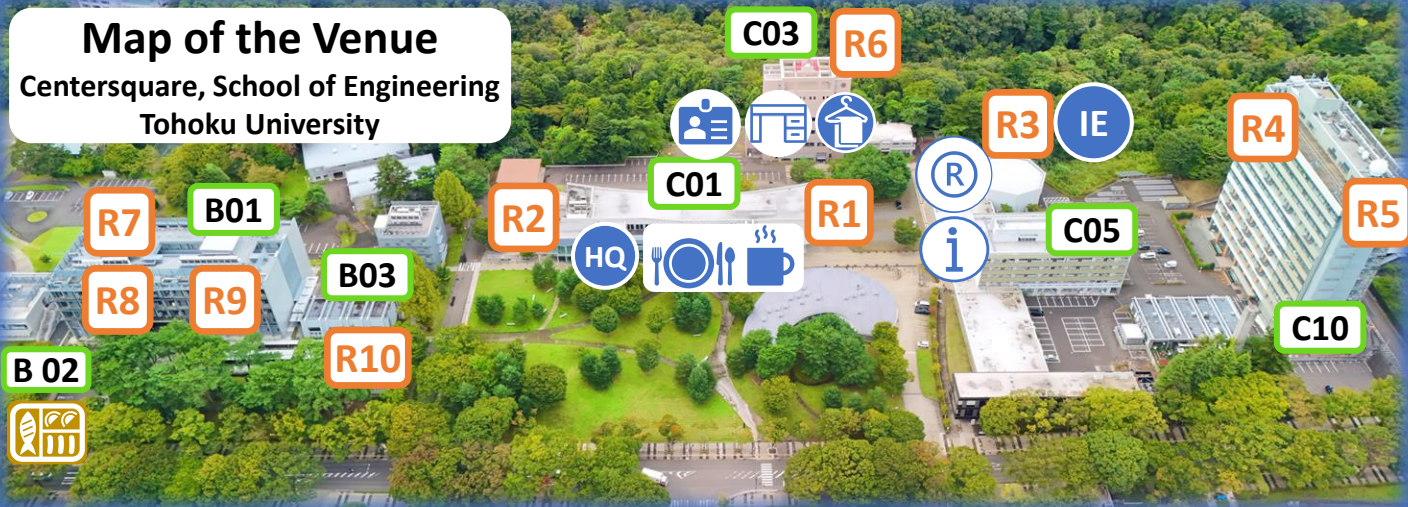 Map of the Venue
Centersquare, School of Engineering
Tohoku University
C03
R6
R3
IE
R4
R
C01
R7
B01
R2
R1
R5
C05
HQ
i
B03
R8
R9
C10
R10
B 02